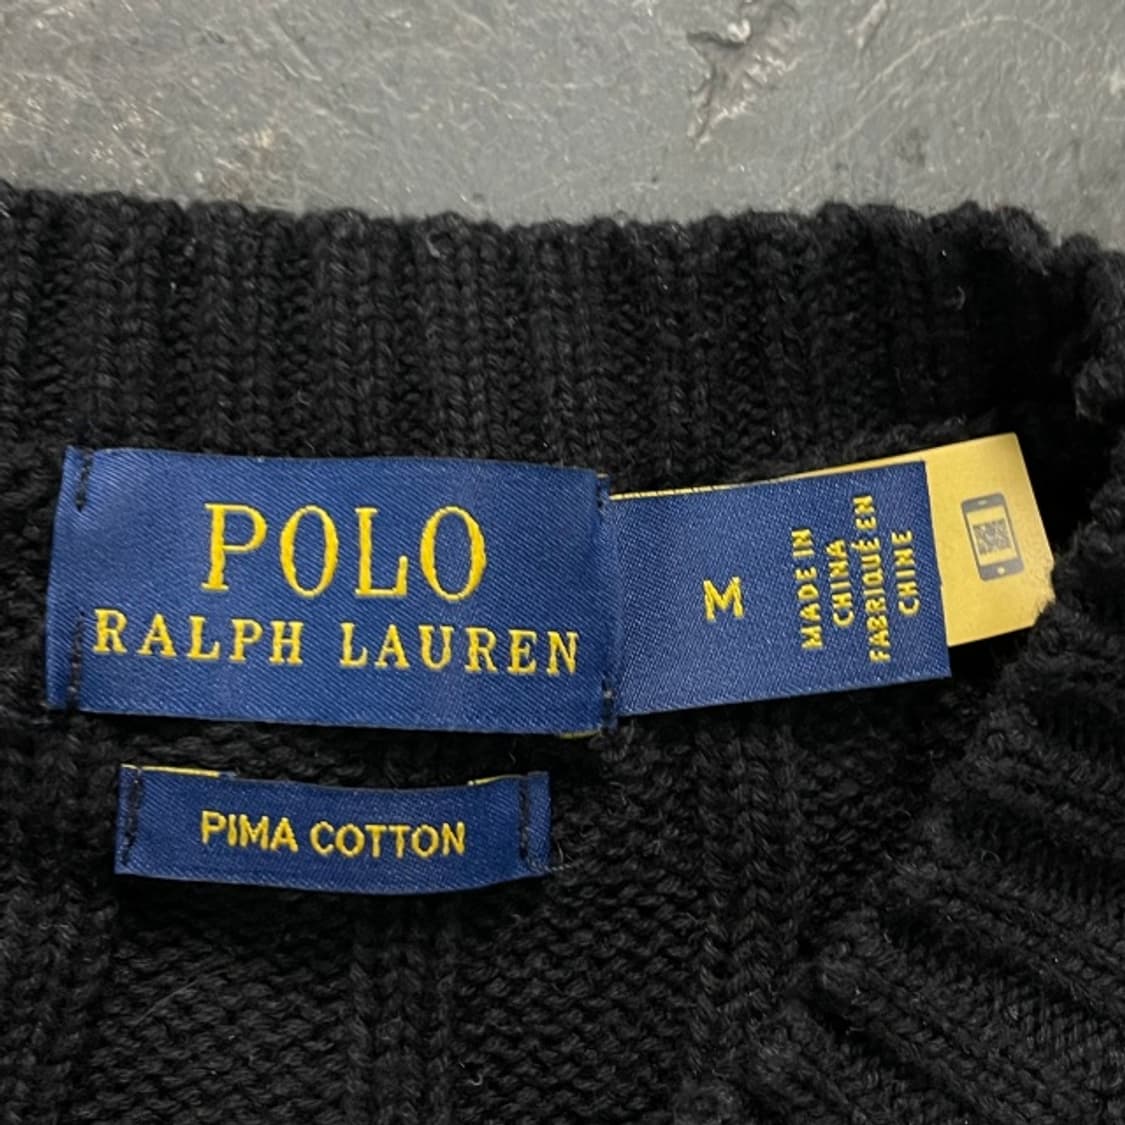 POLO
RALPH LAUREN
M
MADE IN
CHINA
FABRIQUÉ EN
CHINE
PIMA COTTON